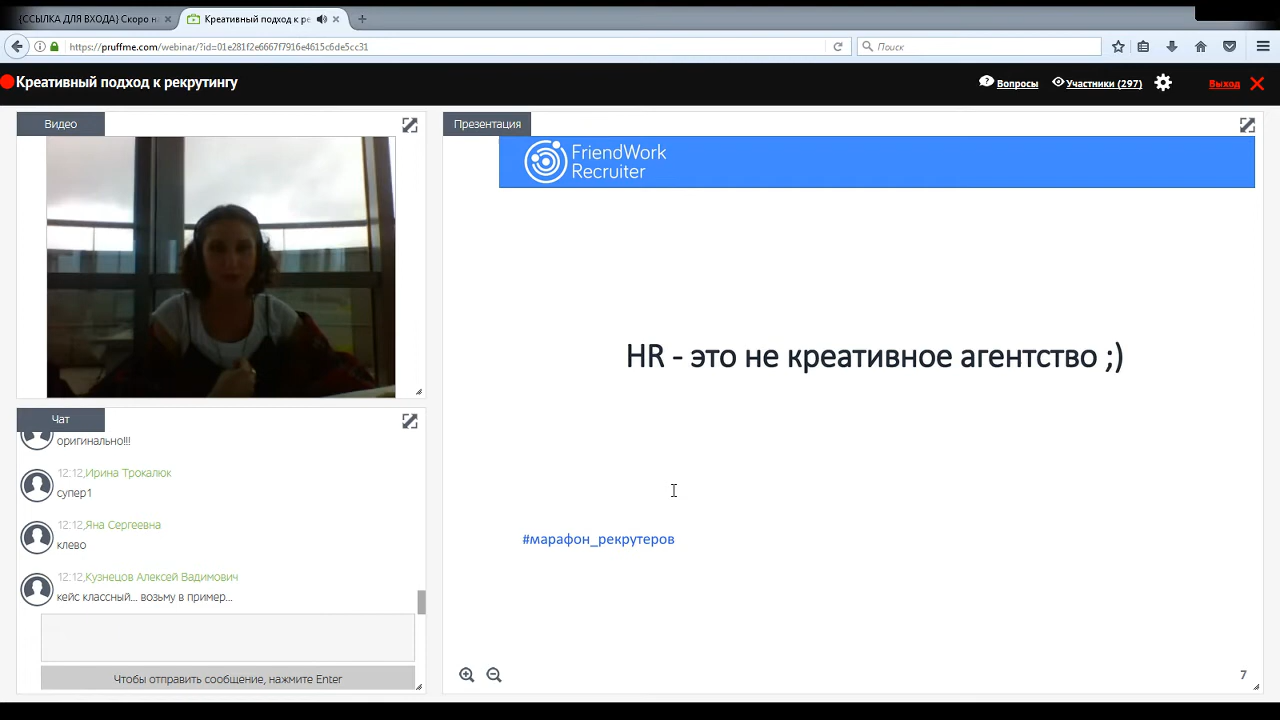 {ССЫЛКА ДЛЯ ВХОДА} Скоро н
Креативный подход к ре
https://pruffme.com/webinar/?id=01e281f2e6667f7916e4615c6de5cc31
Поиск
Креативный подход к рекрутингу
Вопросы
Участники (297)
Выход
Видео
Презентация
FriendWork
Recruiter
HR - это не креативное агентство ;)
#марафон_рекрутеров
7
Чат
оригинально!!!
12:12,Ирина Трокалюк
супер1
12:12,Яна Сергеевна
клево
12:12,Кузнецов Алексей Вадимович
кейс классный... возьму в пример...
Чтобы отправить сообщение, нажмите Enter